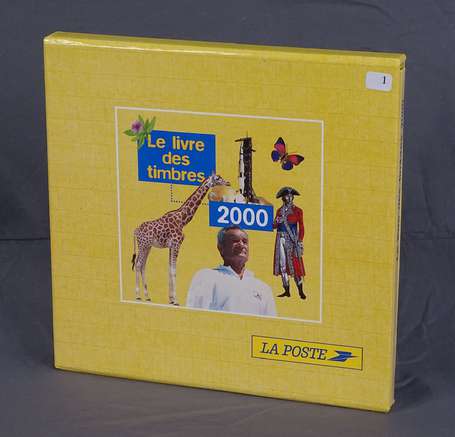 1
Le livre
des
timbres
2000
LA POSTE